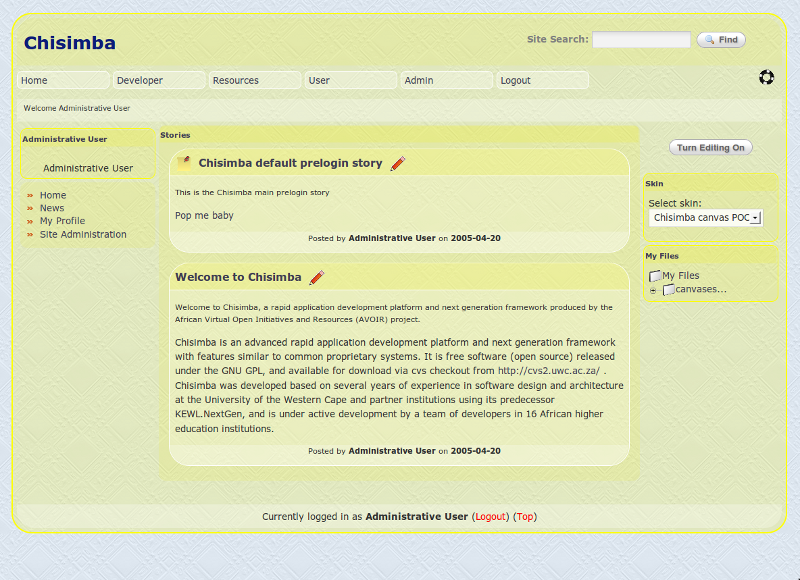 Chisimba
Site Search:
Find
Home
Developer
Resources
User
Admin
Logout
Welcome Administrative User
Administrative User
Administrative User
» Home
» News
» My Profile
» Site Administration
Stories
Chisimba default prelogin story
This is the Chisimba main prelogin story
Pop me baby
Posted by Administrative User on 2005-04-20
Welcome to Chisimba
Welcome to Chisimba, a rapid application development platform and next generation framework produced by the
African Virtual Open Initiatives and Resources (AVOIR) project.
Chisimba is an advanced rapid application development platform and next generation framework
with features similar to common proprietary systems. It is free software (open source) released
under the GNU GPL, and available for download via cvs checkout from http://cvs2.uwc.ac.za/ .
Chisimba was developed based on several years of experience in software design and architecture
at the University of the Western Cape and partner institutions using its predecessor
KEWL.NextGen, and is under active development by a team of developers in 16 African higher
education institutions.
Posted by Administrative User on 2005-04-20
Turn Editing On
Skin
Select skin:
Chisimba canvas POC
My Files
My Files
canvases...
Currently logged in as Administrative User (Logout) (Top)